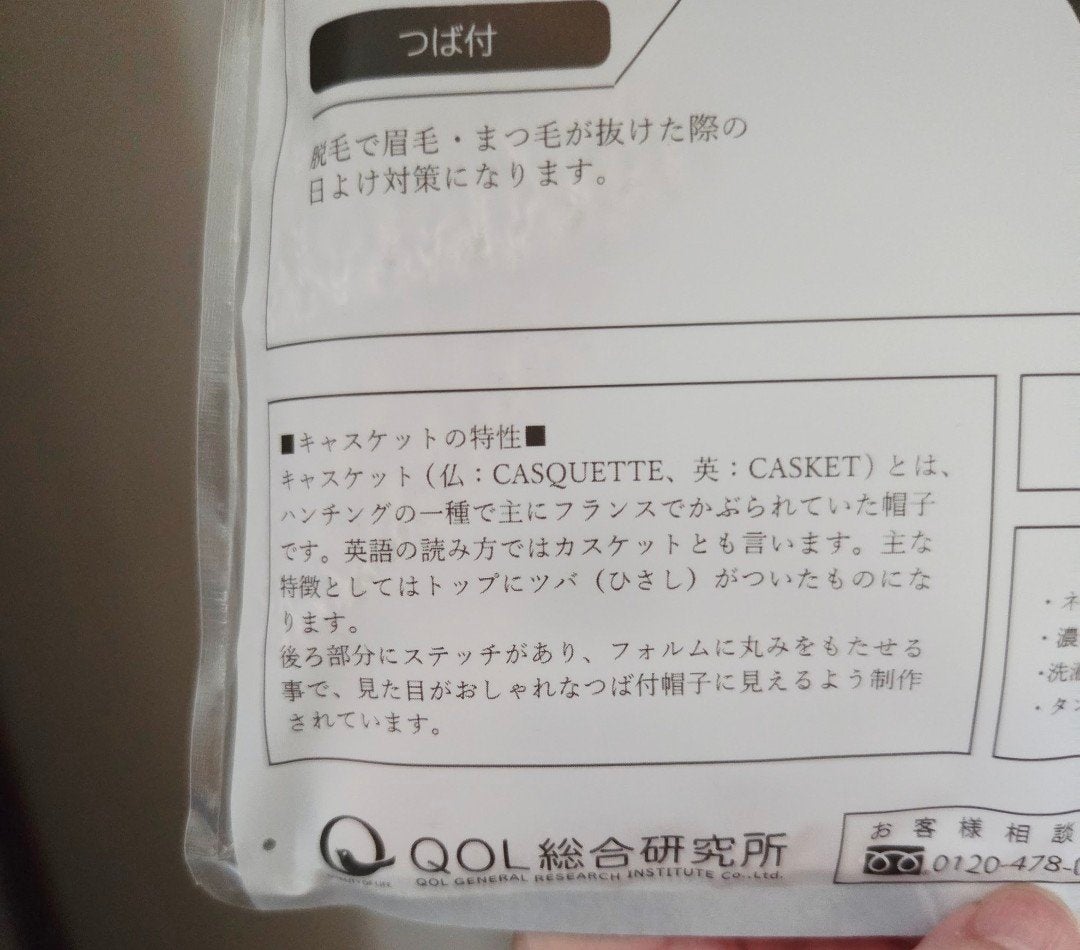 つば付
脱毛で眉毛・まつ毛が抜けた際の
日よけ対策になります。
■キャスケットの特性■
キャスケット（仏：CASQUETTE、英：CASKET）とは、
ハンチングの一種で主にフランスでかぶられていた帽子
です。英語の読み方ではカスケットとも言います。主な
特徴としてはトップにツバ（ひさし）がついたものにな
ります。
後ろ部分にステッチがあり、フォルムに丸みをもたせる
事で、見た目がおしゃれなつば付帽子に見えるよう制作
されています。
・ネ
・濃
・洗濯
・タン
QOL総合研究所
QOL GENERAL RESEARCH INSTITUTE Co.,Ltd.
お客様相談
0120-478-